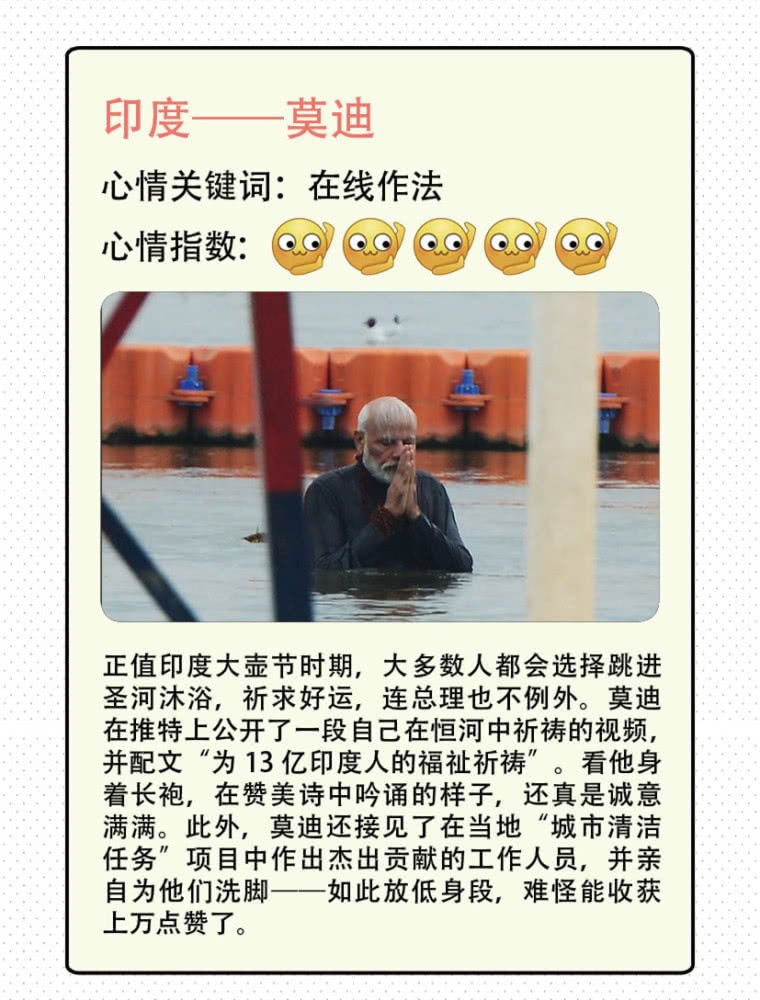 印度——莫迪
心情关键词：在线作法
心情指数：
正值印度大壶节时期，大多数人都会选择跳进
圣河沐浴，祈求好运，连总理也不例外。莫迪
在推特上公开了一段自己在恒河中祈祷的视频，
并配文“为 13 亿印度人的福祉祈祷”。看他身
着长袍，在赞美诗中吟诵的样子，还真是诚意
满满。此外，莫迪还接见了在当地“城市清洁
任务”项目中作出杰出贡献的工作人员，并亲
自为他们洗脚——如此放低身段，难怪能收获
上万点赞了。